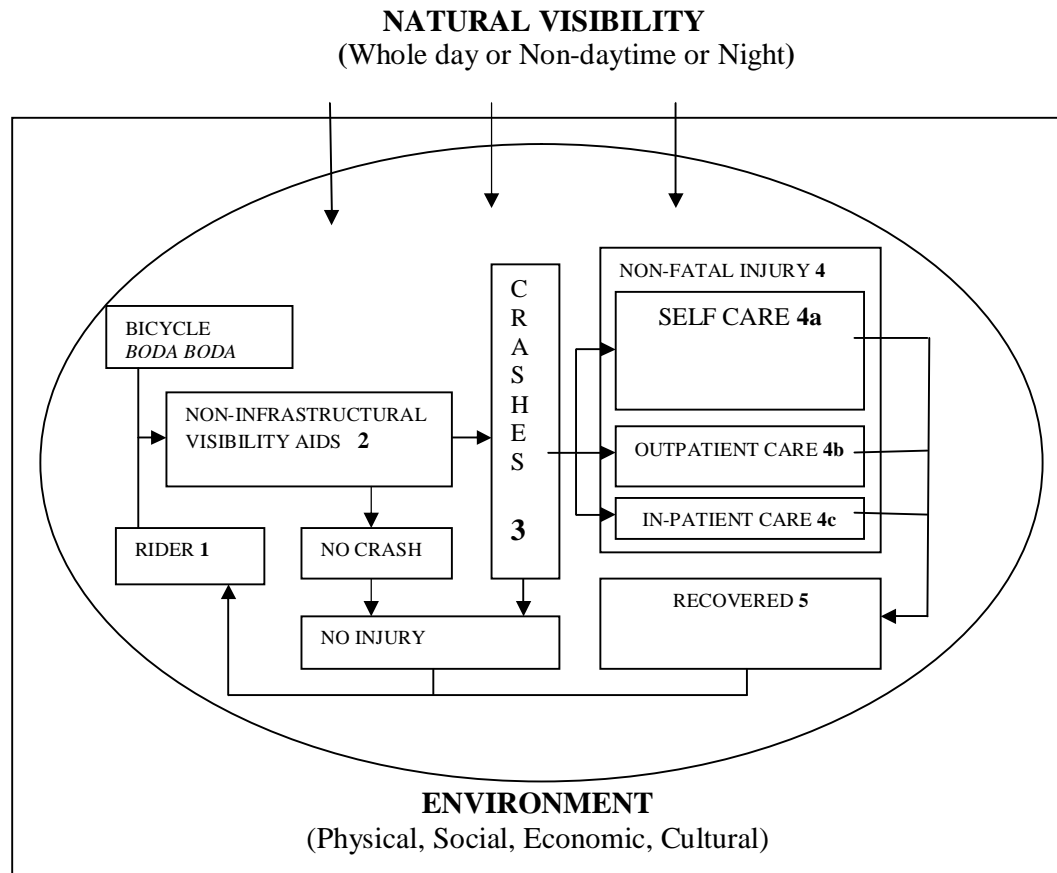 NATURAL VISIBILITY
(Whole day or Non-daytime or Night)
BICYCLE
BODA BODA
NON-INFRASTRUCTURAL
VISIBILITY AIDS 2
RIDER 1
NO CRASH
NO INJURY
C
R
A
S
H
E
S
3
NON-FATAL INJURY 4
SELF CARE 4a
OUTPATIENT CARE 4b
IN-PATIENT CARE 4c
RECOVERED 5
ENVIRONMENT
(Physical, Social, Economic, Cultural)